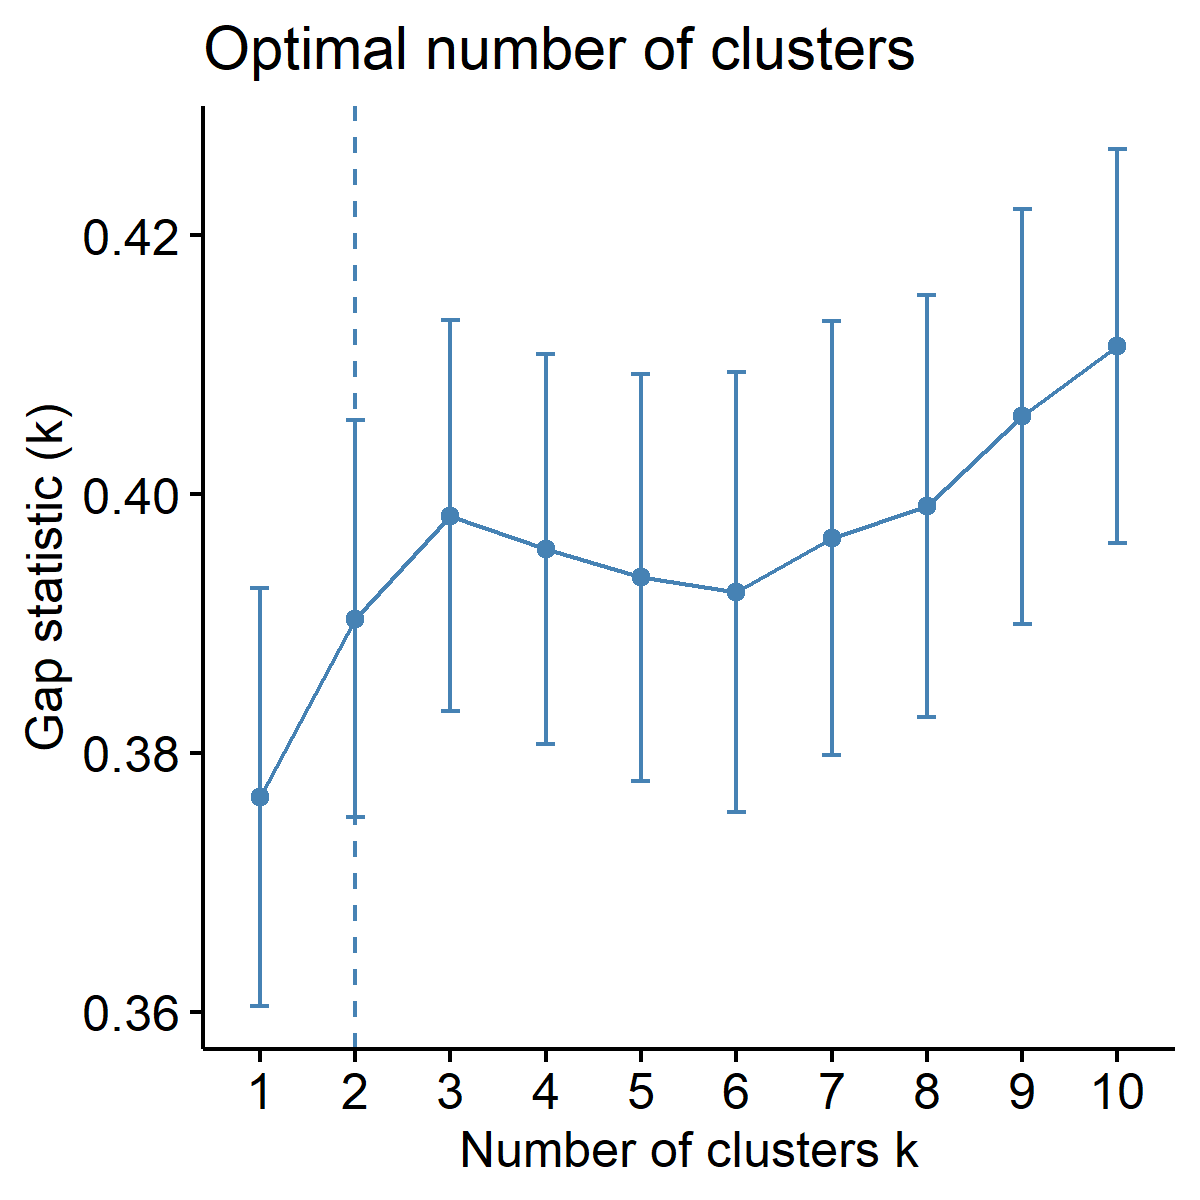 Optimal number of clusters
Gap statistic (k)
0.42
0.40
0.38
0.36
1 2 3 4 5 6 7 8 9 10
Number of clusters k